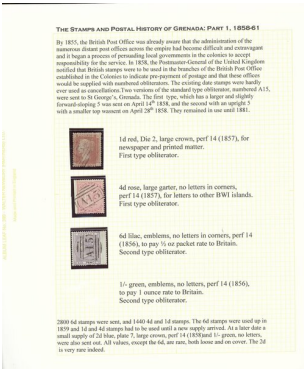 THE STAMPS AND POSTAL HISTORY OF GRENADA: PART 1, 1858-61
By 1855, the British Post Office was already aware that the administration of the
numerous distant post offices across the empire had become difficult and extravagant
and it began a process of persuading local governments in the colonies to accept
responsibility for the service. In 1858, the Postmaster-General of the United Kingdom
notified that British stamps were to be used in the branches of the British Post Office
established in the Colonies to indicate pre-payment of postage and that these offices
would be supplied with numbered obliterators. The existing date stamps were hardly
ever used as cancellations. Two versions of the standard type obliterator, numbered A15,
were sent to St George's, Grenada. The first type, which has a larger and slightly
forward-sloping 5 was sent on April 14th 1858, and the second with an upright 5
with a smaller top was sent on April 28th 1858. They remained in use until 1881.
1d red, Die 2, large crown, perf 14 (1857), for
newspaper and printed matter.
First type obliterator.
4d rose, large garter, no letters in corners,
perf 14 (1857), for letters to other BWI islands.
First type obliterator.
A15
6d lilac, emblems, no letters in corners, perf 14
(1856), to pay ½ oz packet rate to Britain.
Second type obliterator.
A15
1/- green, emblems, no letters, perf 14 (1856),
to pay 1 ounce rate to Britain.
Second type obliterator.
2800 6d stamps were sent, and 1440 4d and 1d stamps. The 6d stamps were used up in
1859 and 1d and 4d stamps had to be used until a new supply arrived. At a later date a
small supply of 2d blue, plate 7, large crown, perf 14 (1858) and 1/- green, no letters,
were also sent out. All values, except the 6d, are rare, both loose and on cover. The 2d
is very rare indeed.